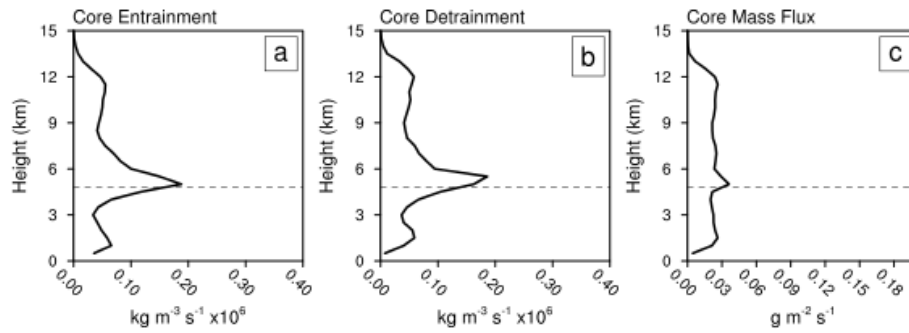 Core Entrainment
Core Detrainment
Core Mass Flux
15
12
9
6
3
0
Height (km)
a
0.00
0.10
0.20
0.30
0.40
kg m⁻³ s⁻¹ x10⁶
15
12
9
6
3
0
Height (km)
b
0.00
0.10
0.20
0.30
0.40
kg m⁻³ s⁻¹ x10⁶
15
12
9
6
3
0
Height (km)
c
0.00
0.03
0.06
0.09
0.12
0.15
0.18
g m⁻² s⁻¹